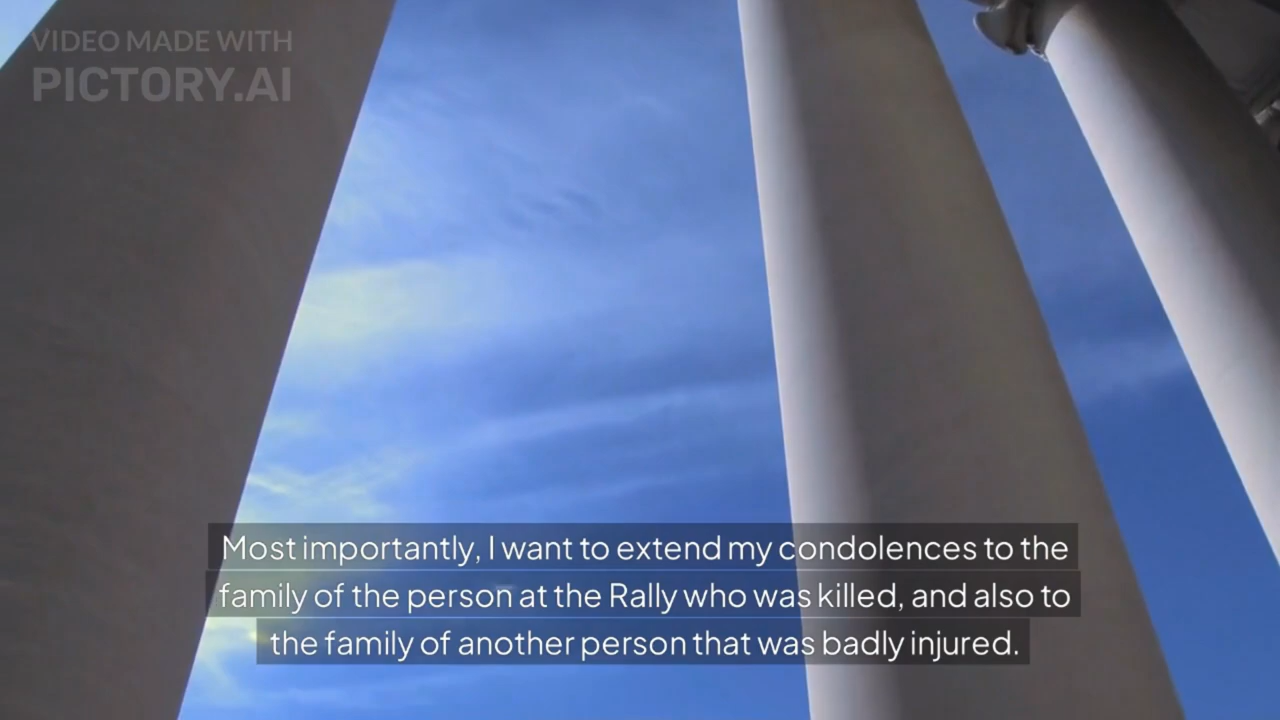 VIDEO MADE WITH
PICTORY.AI
Most importantly, I want to extend my condolences to the
family of the person at the Rally who was killed, and also to
the family of another person that was badly injured.